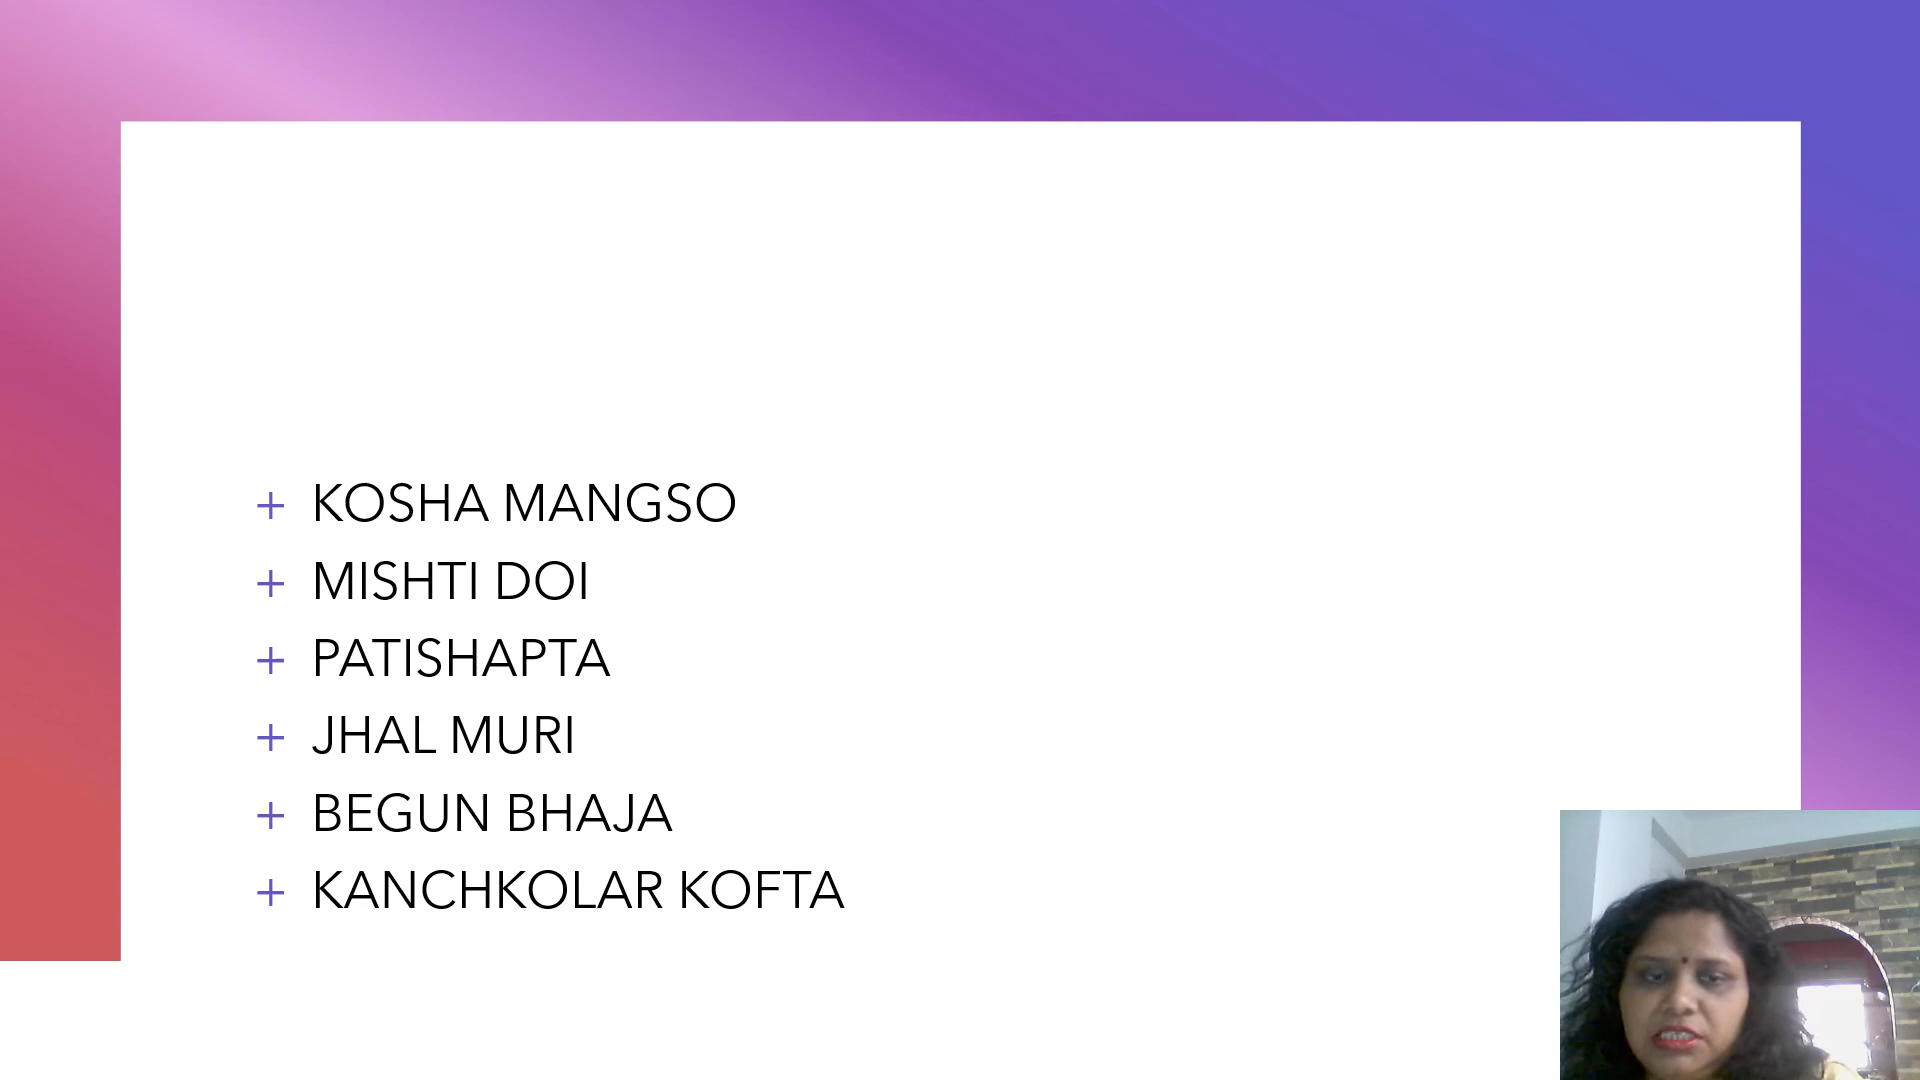 + KOSHA MANGSO
+ MISHTI DOI
+ PATISHAPTA
+ JHAL MURI
+ BEGUN BHAJA
+ KANCHKOLAR KOFTA